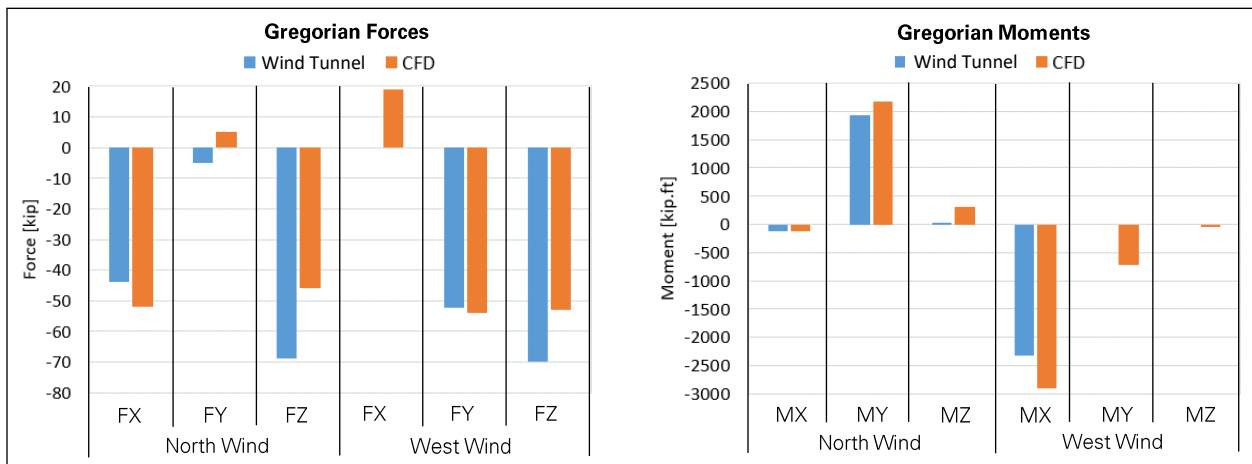 Gregorian Forces
Wind Tunnel CFD
Force [kip]
20
10
0
-10
-20
-30
-40
-50
-60
-70
-80
FX FY FZ FX FY FZ
North Wind West Wind
Gregorian Moments
Wind Tunnel CFD
Moment [kip.ft]
2500
2000
1500
1000
500
0
-500
-1000
-1500
-2000
-2500
-3000
MX MY MZ MX MY MZ
North Wind West Wind